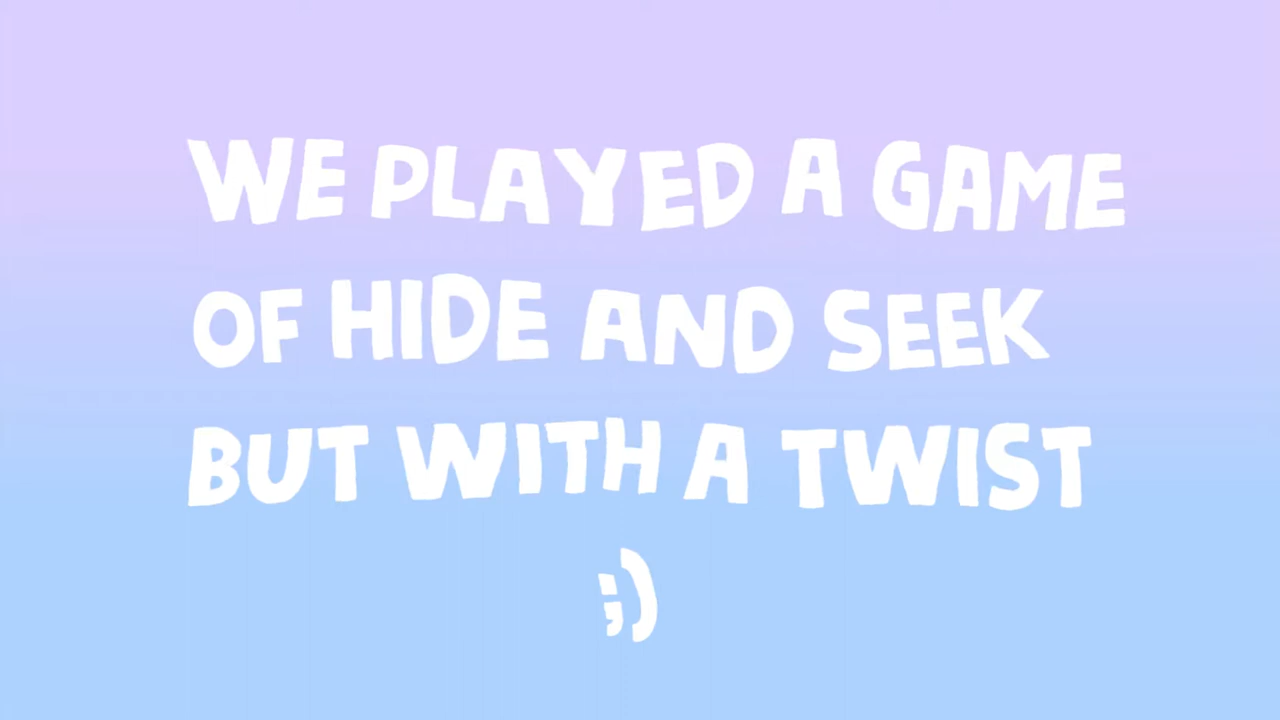 WE PLAYED A GAME
OF HIDE AND SEEK
BUT WITH A TWIST
;)